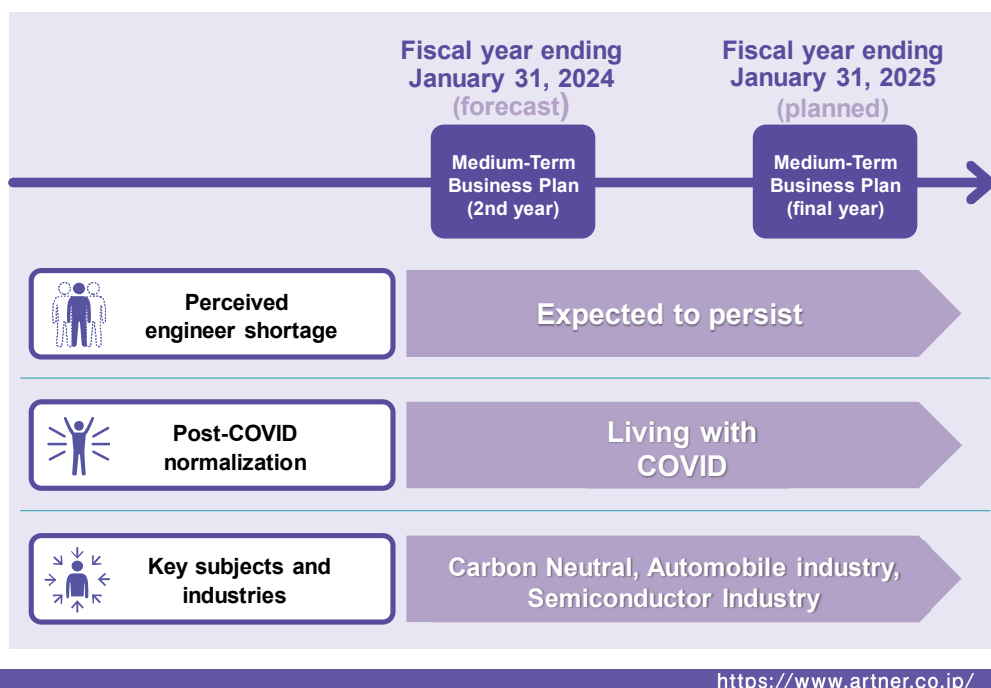 Fiscal year ending
January 31, 2024
(forecast)
Fiscal year ending
January 31, 2025
(planned)
Medium-Term
Business Plan
(2nd year)
Medium-Term
Business Plan
(final year)
Perceived
engineer shortage
Expected to persist
Post-COVID
normalization
Living with
COVID
Key subjects and
industries
Carbon Neutral, Automobile industry,
Semiconductor Industry
https://www.artner.co.jp/